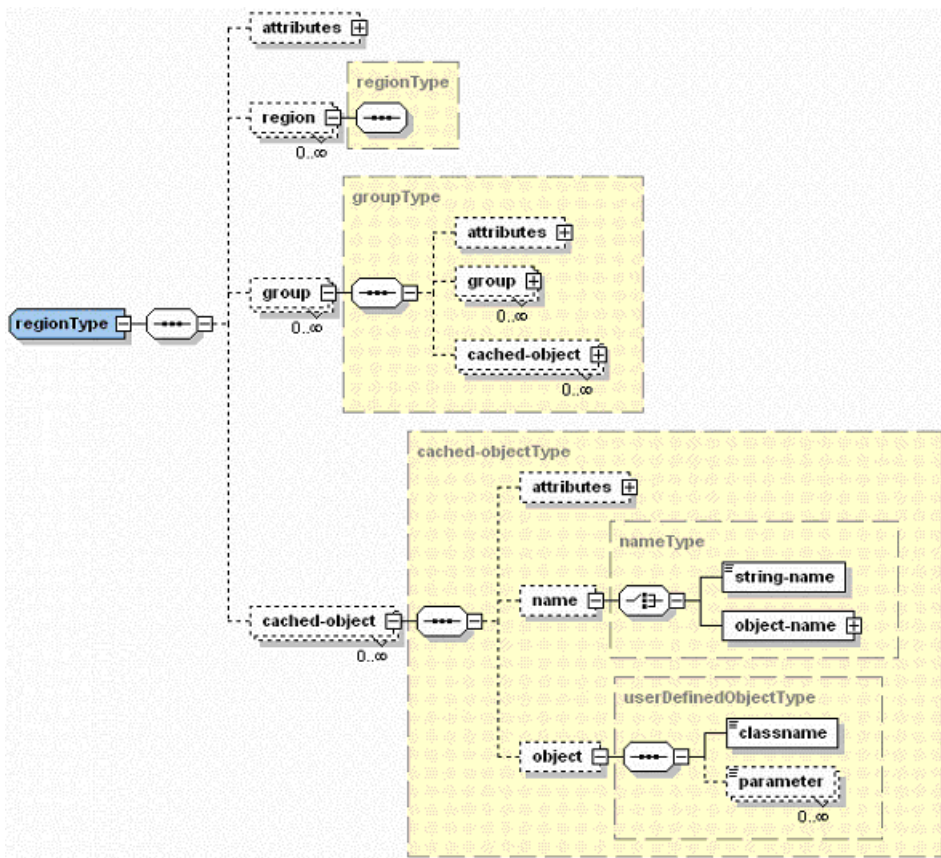 attributes
regionType
region
0..∞
groupType
attributes
group
0..∞
cached-object
0..∞
group
0..∞
regionType
cached-objectType
attributes
nameType
string-name
name
object-name
cached-object
0..∞
userDefinedObjectType
classname
object
parameter
0..∞